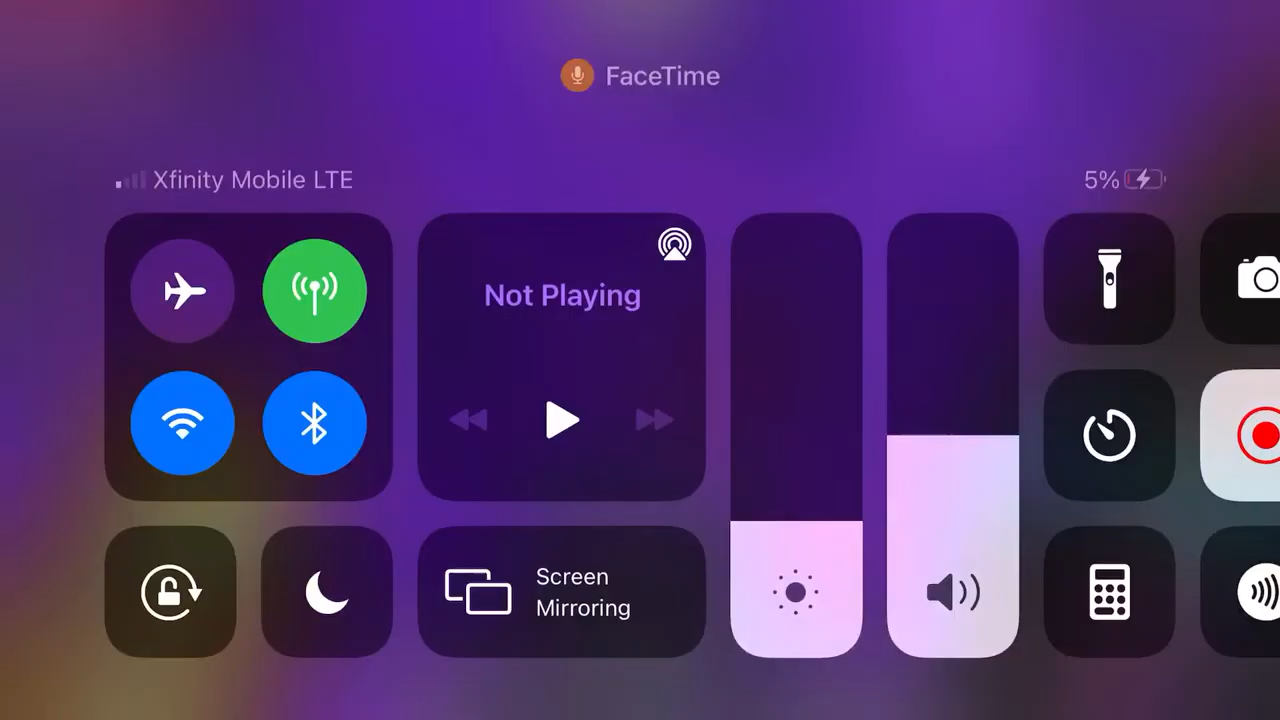 FaceTime
Xfinity Mobile LTE
5%
Not Playing
Screen
Mirroring